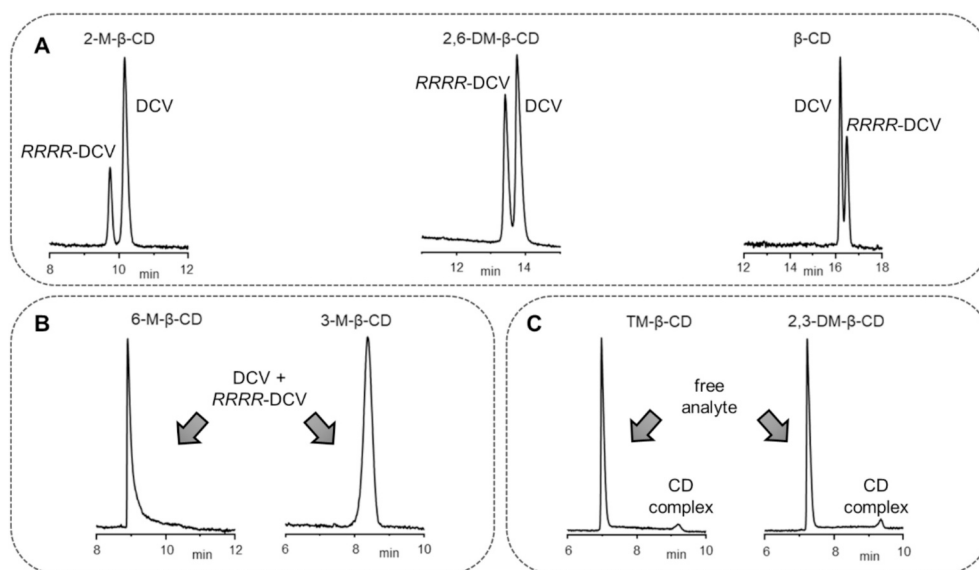 A
2-M-β-CD
RRRR-DCV
DCV
8 10 min 12
2,6-DM-β-CD
RRRR-DCV
DCV
12 min 14
β-CD
DCV
RRRR-DCV
12 14 min 16 18
B
6-M-β-CD
3-M-β-CD
DCV +
RRRR-DCV
8 10 min 12
6 8 min 10
C
TM-β-CD
2,3-DM-β-CD
free
analyte
CD
complex
CD
complex
6 8 min 10
6 8 min 10